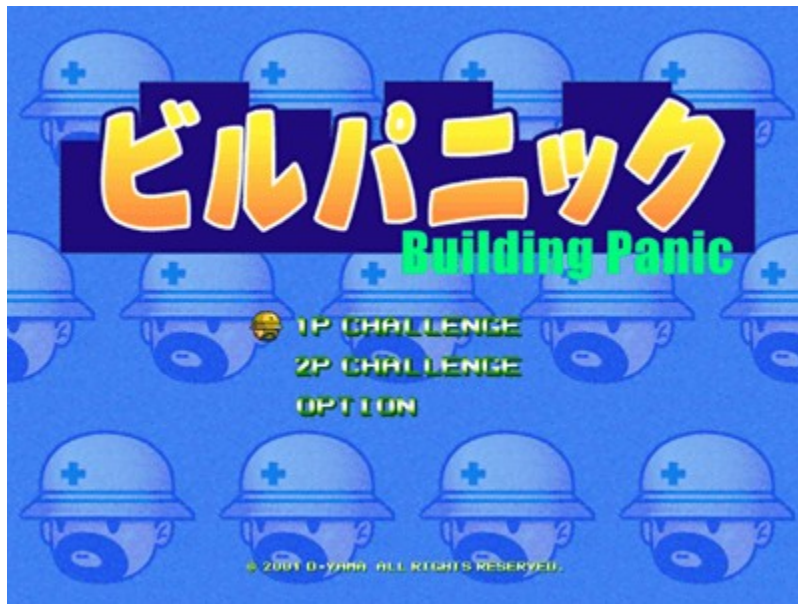 ビルパニック
Building Panic
1P CHALLENGE
2P CHALLENGE
OPTION
© 2001 D•YAMA ALL RIGHTS RESERVED.